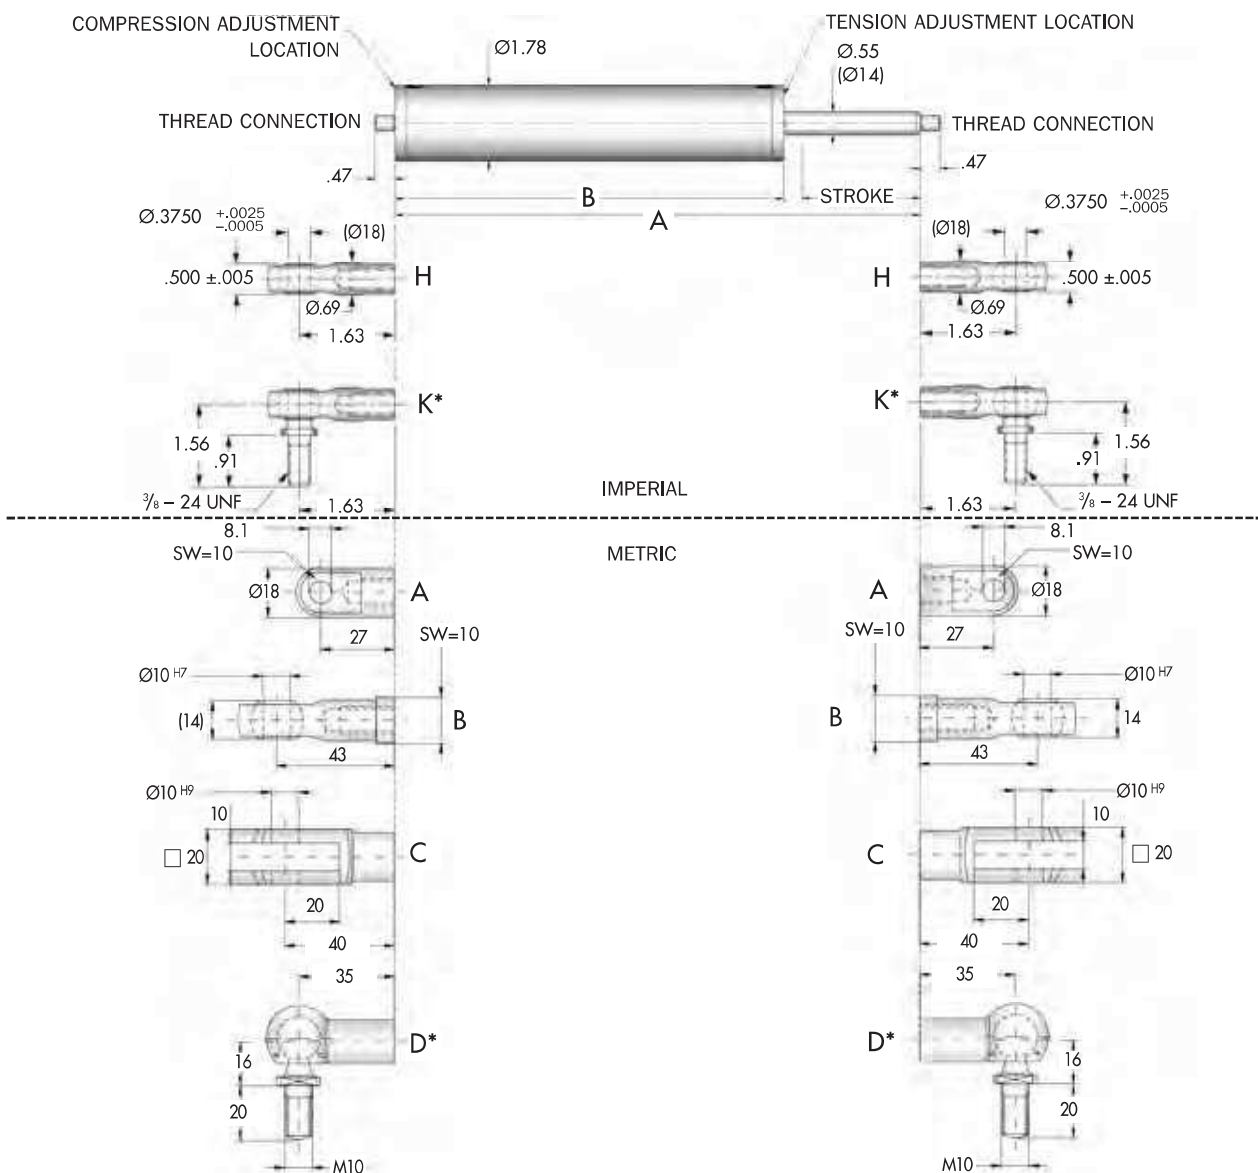 COMPRESSION ADJUSTMENT
LOCATION
TENSION ADJUSTMENT LOCATION
Ø1.78
Ø.55
(Ø14)
THREAD CONNECTION
THREAD CONNECTION
.47
.47
B
STROKE
A
Ø.3750 +.0025
–.0005
Ø.3750 +.0025
–.0005
(Ø18)
(Ø18)
.500 ±.005
H
H
.500 ±.005
Ø.69
Ø.69
1.63
1.63
K*
K*
1.56
1.56
.91
.91
3/8 – 24 UNF
3/8 – 24 UNF
1.63
IMPERIAL
1.63
8.1
8.1
SW=10
METRIC
SW=10
Ø18
A
A
Ø18
27
SW=10
SW=10
27
Ø10 H7
Ø10 H7
(14)
B
B
14
43
43
Ø10 H9
Ø10 H9
10
10
□ 20
C
C
□ 20
20
20
40
40
35
35
D*
D*
16
16
20
20
M10
M10